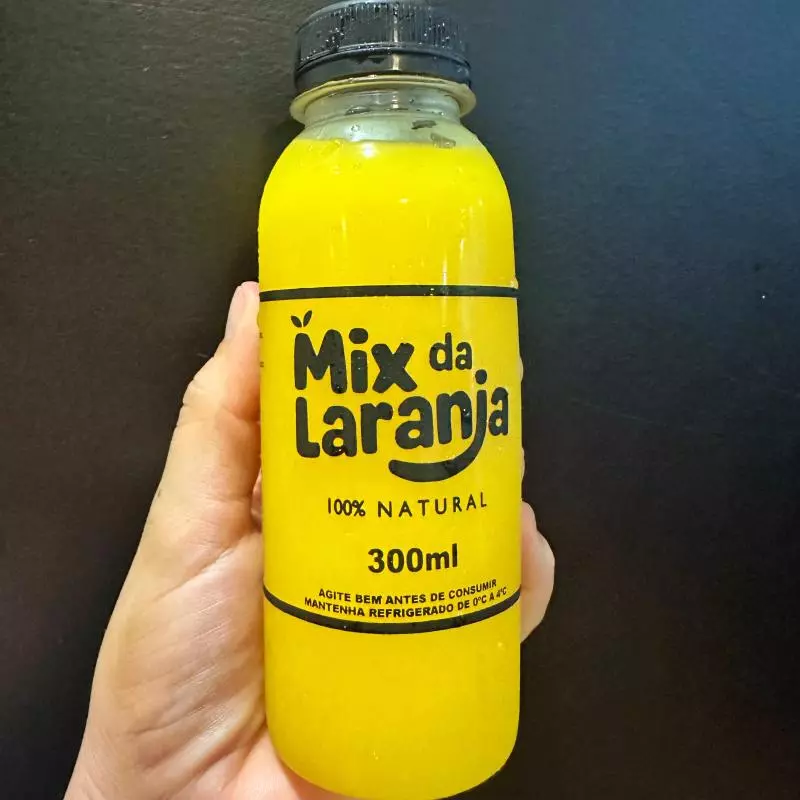 Mix da
Laranja
100% NATURAL
300ml
AGITE BEM ANTES DE CONSUMIR
MANTENHA REFRIGERADO DE 0°C A 4°C